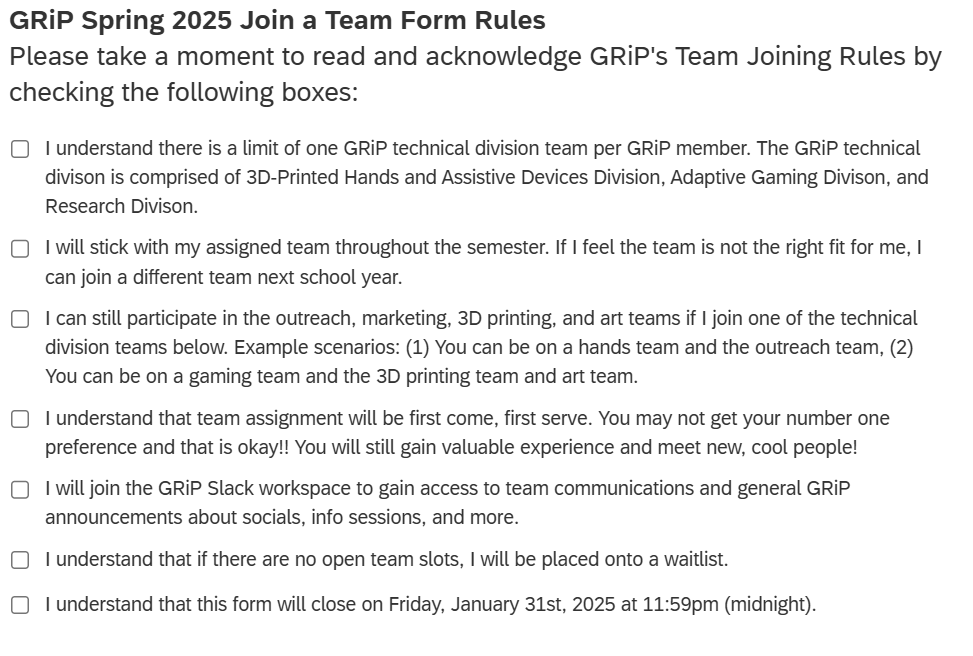 GRiP Spring 2025 Join a Team Form Rules
Please take a moment to read and acknowledge GRiP's Team Joining Rules by
checking the following boxes:
I understand there is a limit of one GRiP technical division team per GRiP member. The GRiP technical
divison is comprised of 3D-Printed Hands and Assistive Devices Division, Adaptive Gaming Divison, and
Research Divison.
I will stick with my assigned team throughout the semester. If I feel the team is not the right fit for me, I
can join a different team next school year.
I can still participate in the outreach, marketing, 3D printing, and art teams if I join one of the technical
division teams below. Example scenarios: (1) You can be on a hands team and the outreach team, (2)
You can be on a gaming team and the 3D printing team and art team.
I understand that team assignment will be first come, first serve. You may not get your number one
preference and that is okay!! You will still gain valuable experience and meet new, cool people!
I will join the GRiP Slack workspace to gain access to team communications and general GRiP
announcements about socials, info sessions, and more.
I understand that if there are no open team slots, I will be placed onto a waitlist.
I understand that this form will close on Friday, January 31st, 2025 at 11:59pm (midnight).